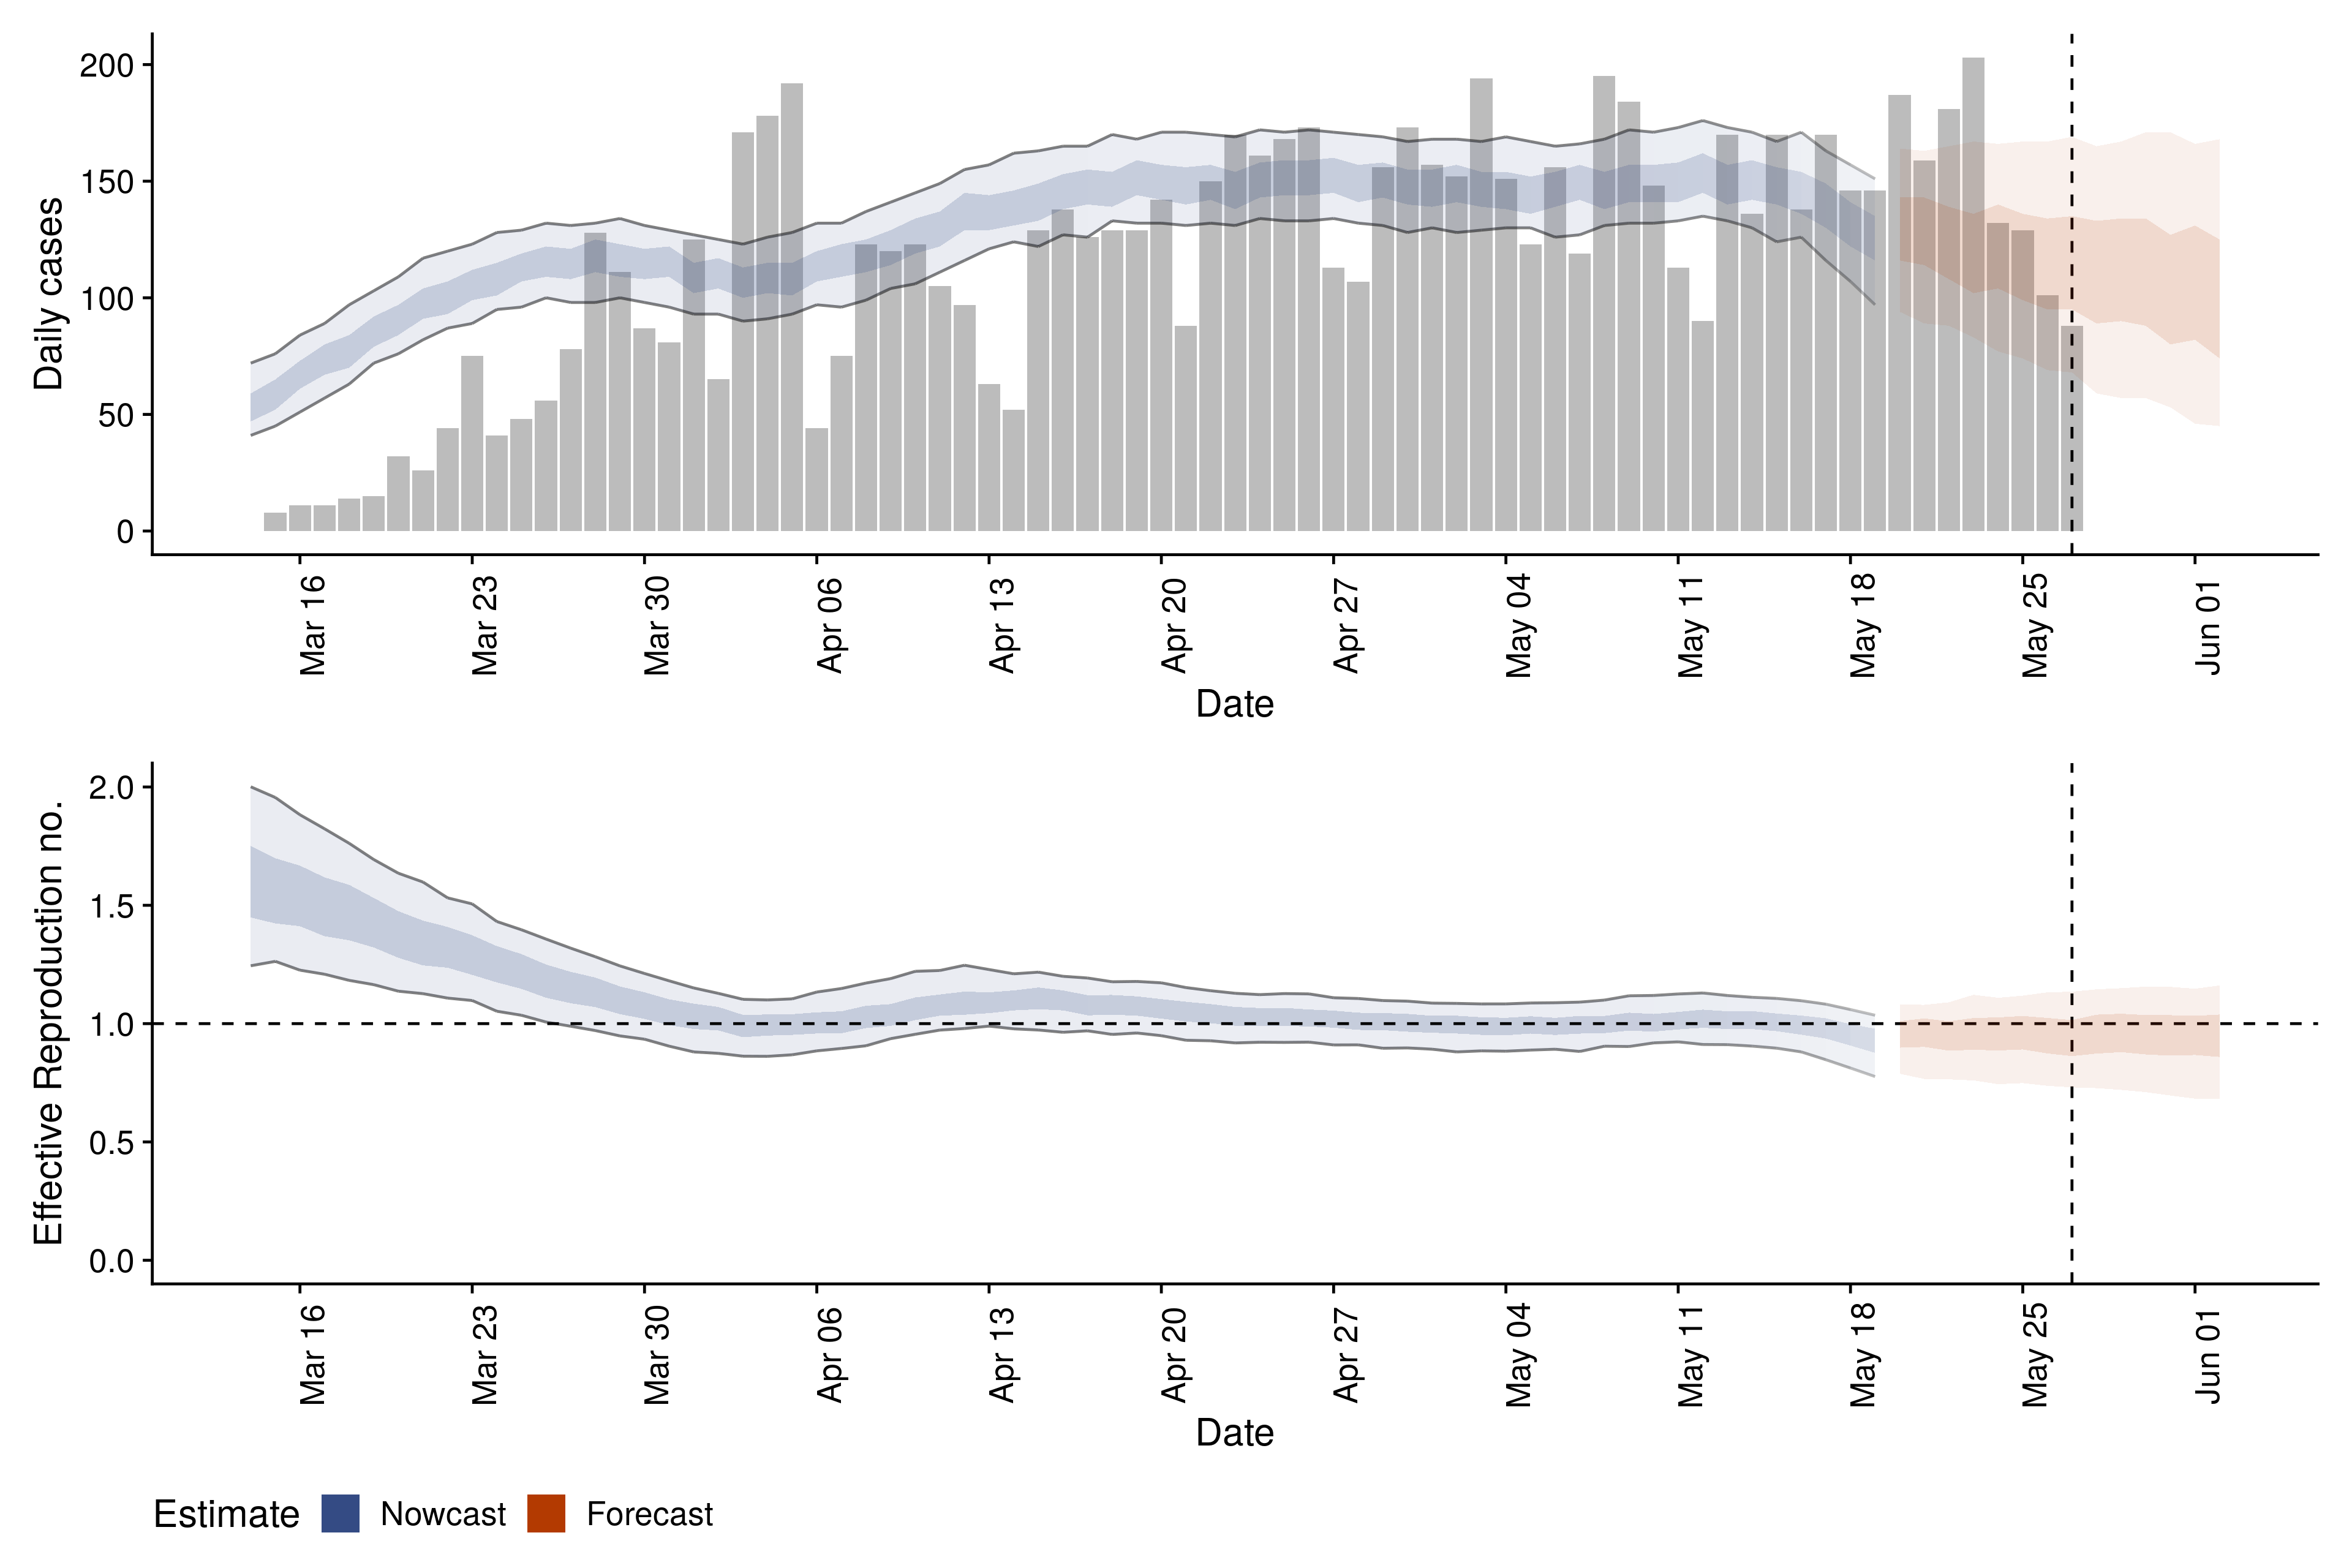 Daily cases
200
150
100
50
0
Mar 16
Mar 23
Mar 30
Apr 06
Apr 13
Apr 20
Apr 27
May 04
May 11
May 18
May 25
Jun 01
Date
Effective Reproduction no.
2.0
1.5
1.0
0.5
0.0
Mar 16
Mar 23
Mar 30
Apr 06
Apr 13
Apr 20
Apr 27
May 04
May 11
May 18
May 25
Jun 01
Date
Estimate Nowcast Forecast